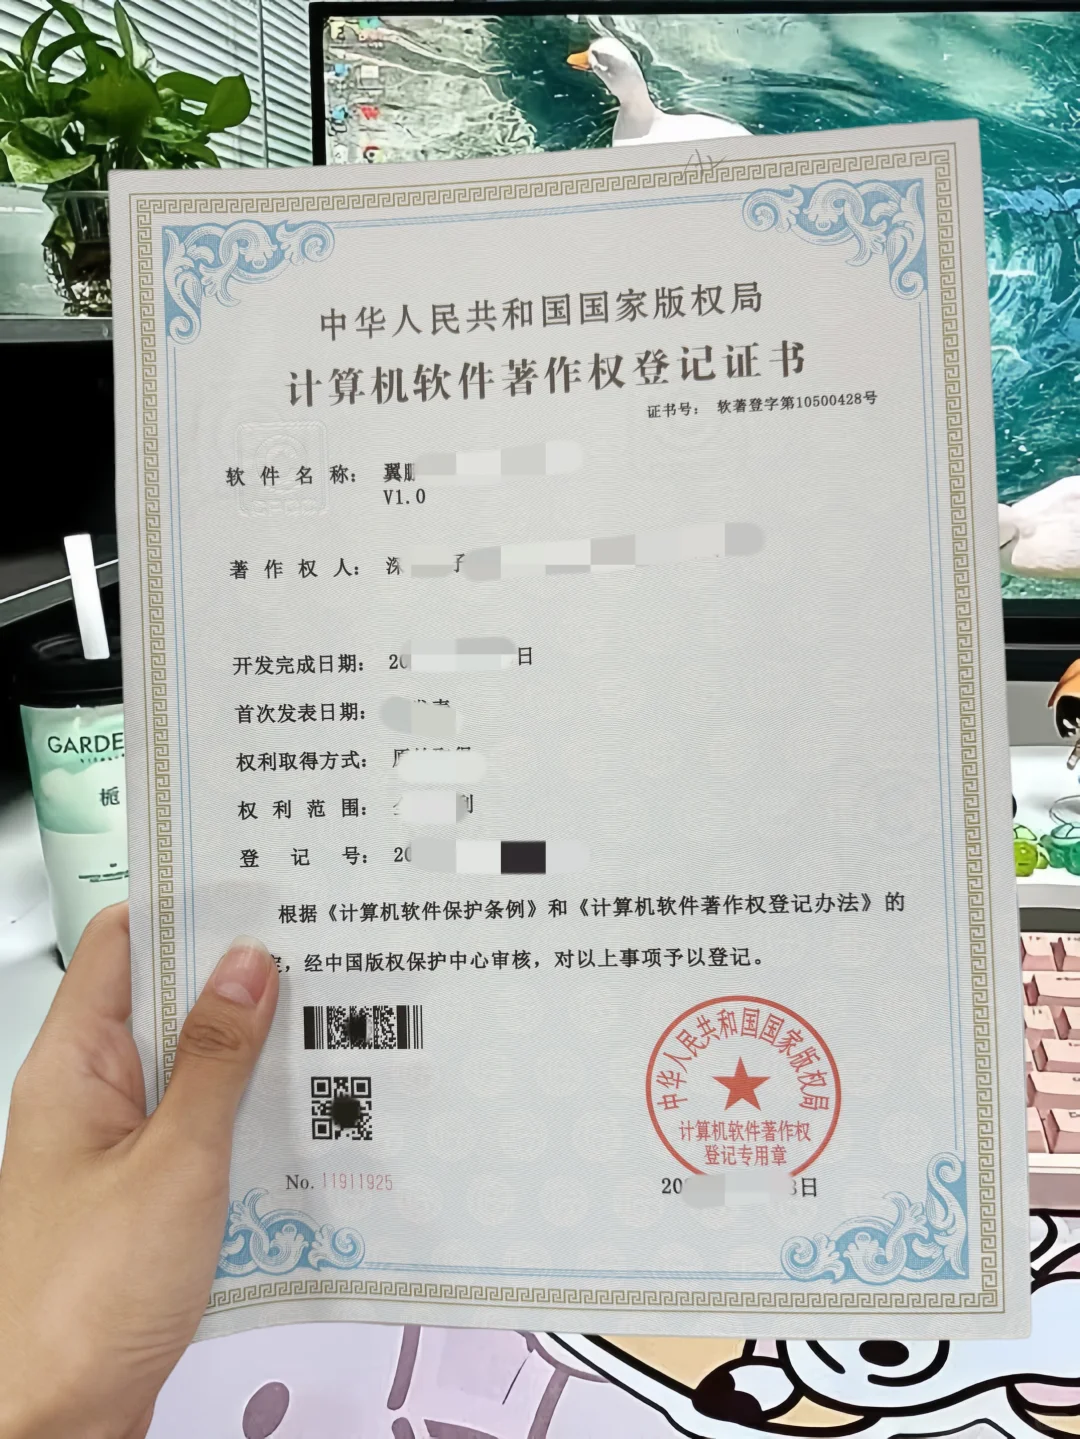 中华人民共和国国家版权局
计算机软件著作权登记证书
证书号： 软著登字第10500428号
软件名称： 翼
V1.0
著作权人： 深
开发完成日期： 20 日
首次发表日期：
权利取得方式：
权利范围：
登记号： 20
根据《计算机软件保护条例》和《计算机软件著作权登记办法》的
，经中国版权保护中心审核，对以上事项予以登记。
中华人民共和国国家版权局
计算机软件著作权
登记专用章
No. 11911925
20 日
GARDE
栀